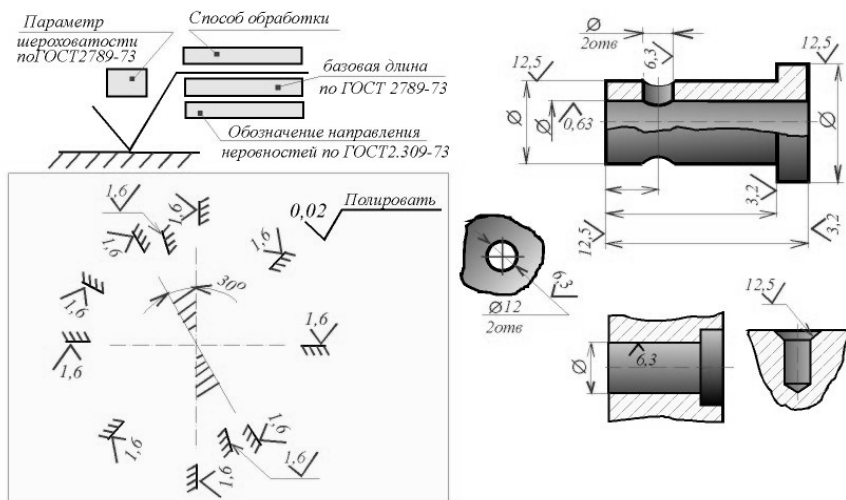 Параметр
шероховатости
поГОСТ2789-73
Способ обработки
базовая длина
по ГОСТ 2789-73
Обозначение направления
неровностей по ГОСТ2.309-73
0,02 Полировать
1,6
1,6
1,6
1,6
1,6
30°
1,6
1,6
1,6
1,6
1,6
1,6
1,6
Ø
2отв
6,3
12,5
12,5
Ø
Ø
0,63
Ø
3,2
12,5
3,2
6,3
Ø12
2отв
12,5
Ø
6,3